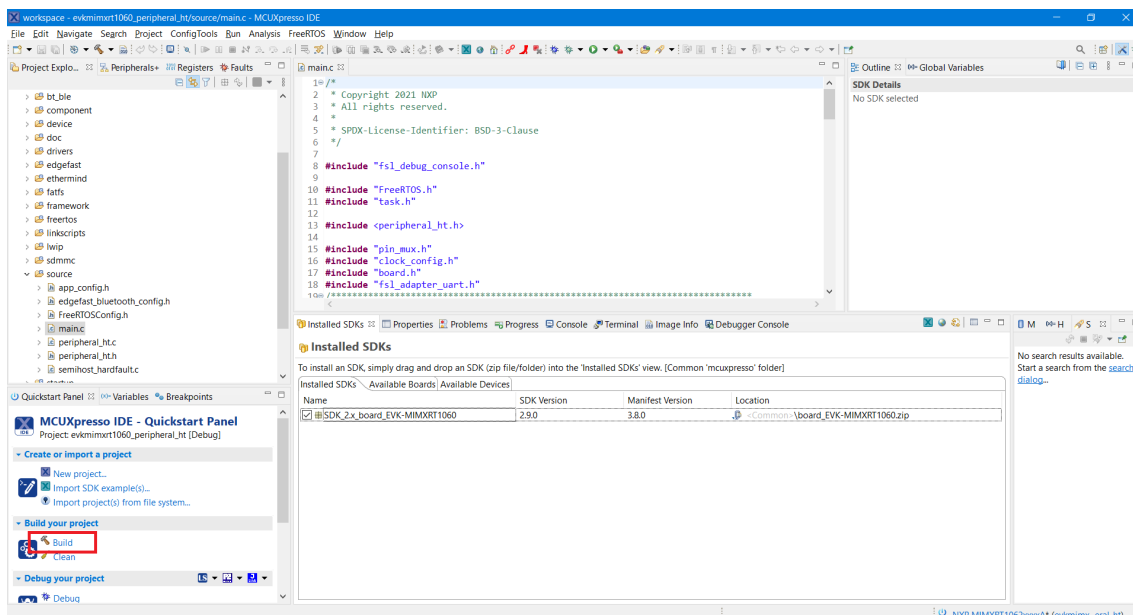 workspace - evkmimxrt1060_peripheral_ht/source/main.c - MCUXpresso IDE
File Edit Navigate Search Project ConfigTools Run Analysis FreeRTOS Window Help
Project Explo... Peripherals+ Registers Faults
bt_ble
component
device
doc
drivers
edgefast
ethermind
fatfs
framework
freertos
linkscripts
lwip
sdmmc
source
app_config.h
edgefast_bluetooth_config.h
FreeRTOSConfig.h
main.c
peripheral_ht.c
peripheral_ht.h
semihost_hardfault.c
startup
main.c
1 /*
2 * Copyright 2021 NXP
3 * All rights reserved.
4 *
5 * SPDX-License-Identifier: BSD-3-Clause
6 */
7
8 #include "fsl_debug_console.h"
9
10 #include "FreeRTOS.h"
11 #include "task.h"
12
13 #include <peripheral_ht.h>
14
15 #include "pin_mux.h"
16 #include "clock_config.h"
17 #include "board.h"
18 #include "fsl_adapter_uart.h"
Outline Global Variables
SDK Details
No SDK selected
Quickstart Panel Variables Breakpoints
MCUXpresso IDE - Quickstart Panel
IDE
Project: evkmimxrt1060_peripheral_ht [Debug]
Create or import a project
New project...
Import SDK example(s)...
Import project(s) from file system...
Build your project
Build
Clean
Debug your project
LS
Debug
Installed SDKs Properties Problems Progress Console Terminal Image Info Debugger Console
Installed SDKs
To install an SDK, simply drag and drop an SDK (zip file/folder) into the 'Installed SDKs' view. [Common 'mcuxpresso' folder]
Installed SDKs Available Boards Available Devices
Name SDK Version Manifest Version Location
SDK_2.x_board_EVK-MIMXRT1060 2.9.0 3.8.0 <Common>\board_EVK-MIMXRT1060.zip
M H S
No search results available.
Start a search from the search
dialog...